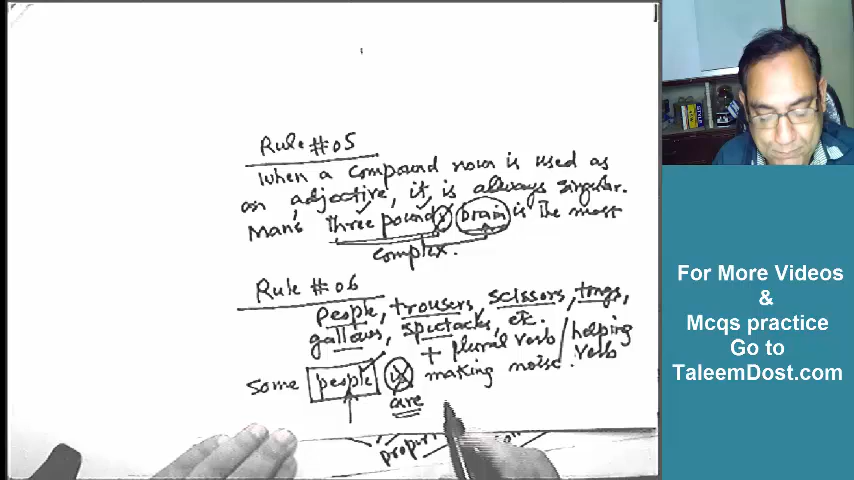 Rule #05
When a compound noun is used as
an adjective, it is always singular.
Man's three pounds brain is the most
complex.
Rule #06
People, trousers, scissors, tongs,
gallows, spectacles, etc.
+ plural verb / helping verb
Some people is making noise.
are
For More Videos
&
Mcqs practice
Go to
TaleemDost.com